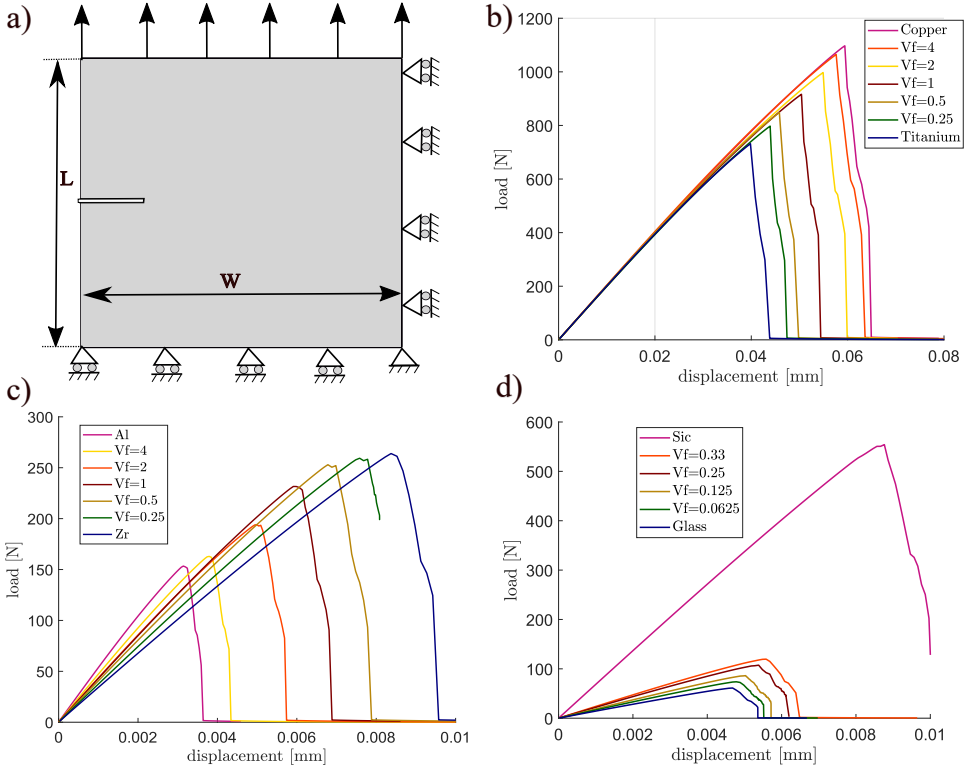 a)
L
W
b)
1200
1000
800
600
400
200
0
load [N]
0
0.02
0.04
0.06
0.08
displacement [mm]
Copper
Vf=4
Vf=2
Vf=1
Vf=0.5
Vf=0.25
Titanium
c)
300
250
200
150
100
50
0
load [N]
0
0.002
0.004
0.006
0.008
0.01
displacement [mm]
Al
Vf=4
Vf=2
Vf=1
Vf=0.5
Vf=0.25
Zr
d)
600
500
400
300
200
100
0
load [N]
0
0.002
0.004
0.006
0.008
0.01
displacement [mm]
Sic
Vf=0.33
Vf=0.25
Vf=0.125
Vf=0.0625
Glass